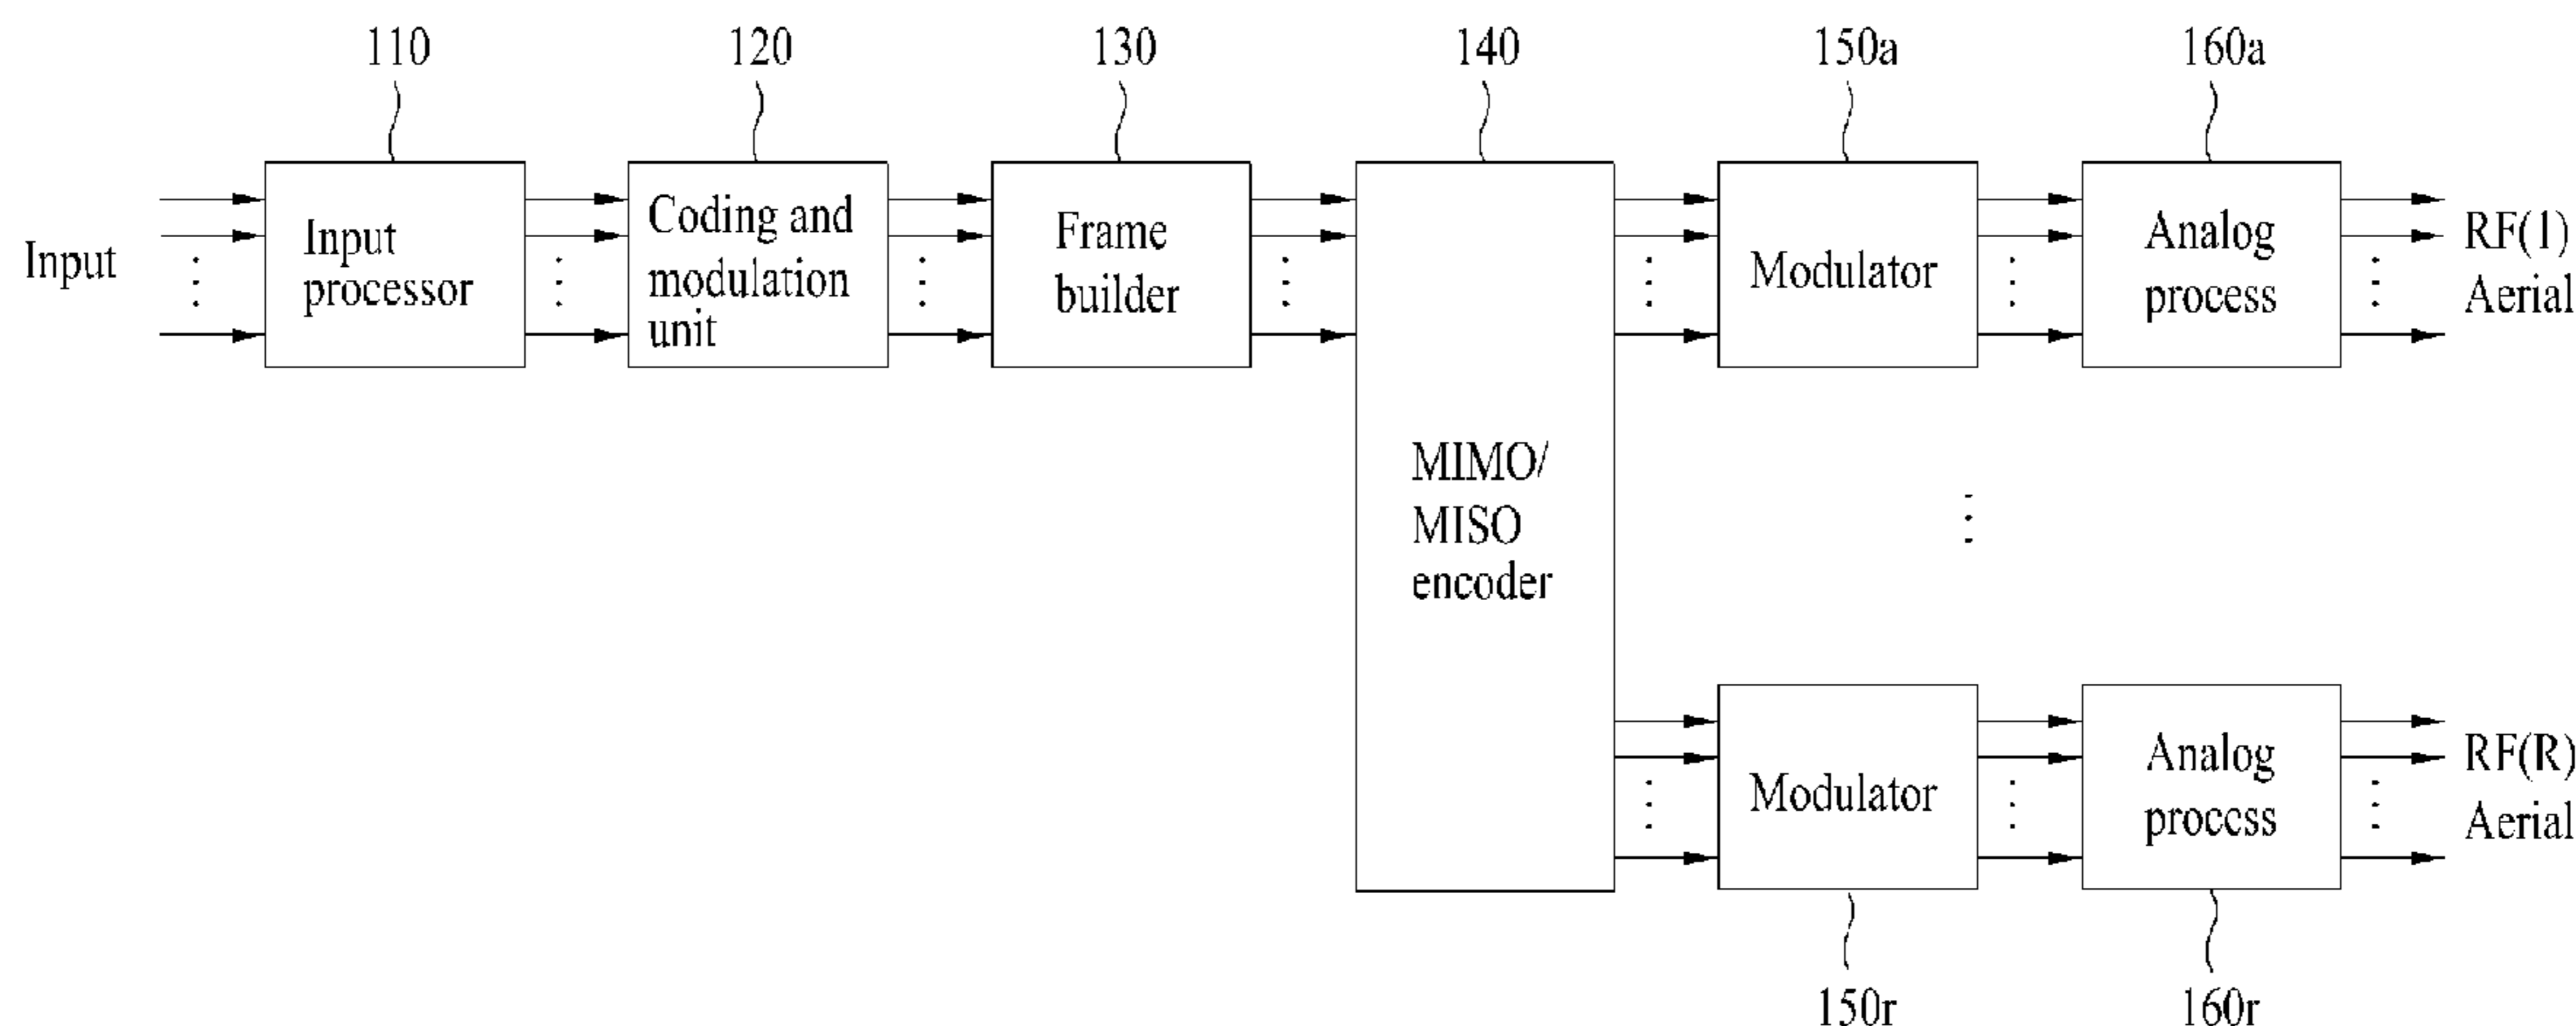 110
120
130
140
150a
160a
Input
Input
processor
Coding and
modulation
unit
Frame
builder
MIMO/
MISO
encoder
Modulator
Analog
process
RF(1)
Aerial
Modulator
Analog
process
RF(R)
Aerial
150r
160r